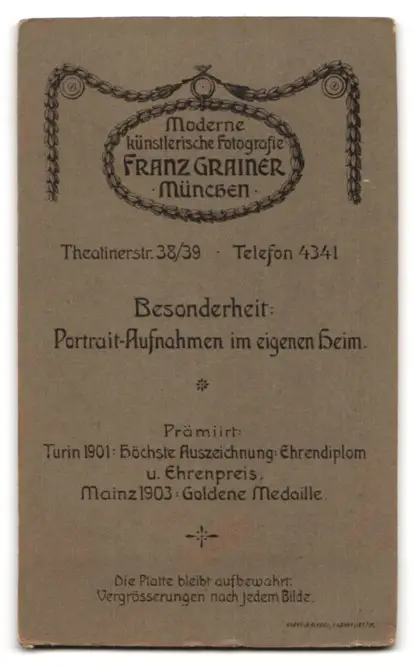 Moderne
künstlerische Fotografie
FRANZ GRAINER
· München ·
Theatinerstr. 38/39 · Telefon 4341
Besonderheit:
Portrait-Aufnahmen im eigenen Heim.
Prämiirt:
Turin 1901: Höchste Auszeichnung: Ehrendiplom
u. Ehrenpreis,
Mainz 1903: Goldene Medaille.
Die Platte bleibt aufbewahrt:
Vergrösserungen nach jedem Bilde.